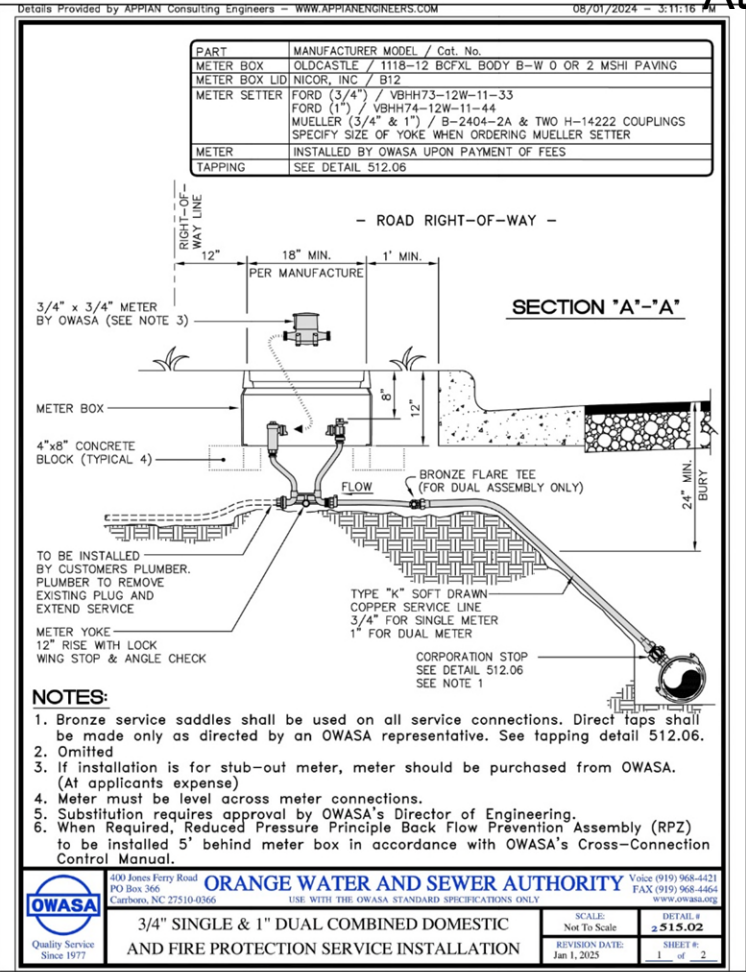 Details Provided by APPIAN Consulting Engineers – WWW.APPIANENGINEERS.COM 08/01/2024 – 3:11:16 PM
PART MANUFACTURER MODEL / Cat. No.
METER BOX OLDCASTLE / 1118-12 BCFXL BODY B-W O OR 2 MSHI PAVING
METER BOX LID NICOR, INC / B12
METER SETTER FORD (3/4") / VBHH73-12W-11-33
FORD (1") / VBHH74-12W-11-44
MUELLER (3/4" & 1") / B-2404-2A & TWO H-14222 COUPLINGS
SPECIFY SIZE OF YOKE WHEN ORDERING MUELLER SETTER
METER INSTALLED BY OWASA UPON PAYMENT OF FEES
TAPPING SEE DETAIL 512.06
RIGHT-OF-
WAY LINE
– ROAD RIGHT-OF-WAY –
12" 18" MIN. 1' MIN.
PER MANUFACTURE
3/4" x 3/4" METER
BY OWASA (SEE NOTE 3)
SECTION "A"-"A"
METER BOX
8"
12"
4"x8" CONCRETE
BLOCK (TYPICAL 4)
FLOW
BRONZE FLARE TEE
(FOR DUAL ASSEMBLY ONLY)
24" MIN.
BURY
TO BE INSTALLED
BY CUSTOMERS PLUMBER.
PLUMBER TO REMOVE
EXISTING PLUG AND
EXTEND SERVICE
TYPE "K" SOFT DRAWN
COPPER SERVICE LINE
3/4" FOR SINGLE METER
1" FOR DUAL METER
METER YOKE
12" RISE WITH LOCK
WING STOP & ANGLE CHECK
CORPORATION STOP
SEE DETAIL 512.06
SEE NOTE 1
NOTES:
1. Bronze service saddles shall be used on all service connections. Direct taps shall
be made only as directed by an OWASA representative. See tapping detail 512.06.
2. Omitted
3. If installation is for stub-out meter, meter should be purchased from OWASA.
(At applicants expense)
4. Meter must be level across meter connections.
5. Substitution requires approval by OWASA's Director of Engineering.
6. When Required, Reduced Pressure Principle Back Flow Prevention Assembly (RPZ)
to be installed 5' behind meter box in accordance with OWASA's Cross-Connection
Control Manual.
OWASA
Quality Service
Since 1977
400 Jones Ferry Road
PO Box 366
Carrboro, NC 27510-0366
ORANGE WATER AND SEWER AUTHORITY
USE WITH THE OWASA STANDARD SPECIFICATIONS ONLY
Voice (919) 968-4421
FAX (919) 968-4464
www.owasa.org
3/4" SINGLE & 1" DUAL COMBINED DOMESTIC
AND FIRE PROTECTION SERVICE INSTALLATION
SCALE:
Not To Scale
DETAIL #
2 515.02
REVISION DATE:
Jan 1, 2025
SHEET #:
1 of 2